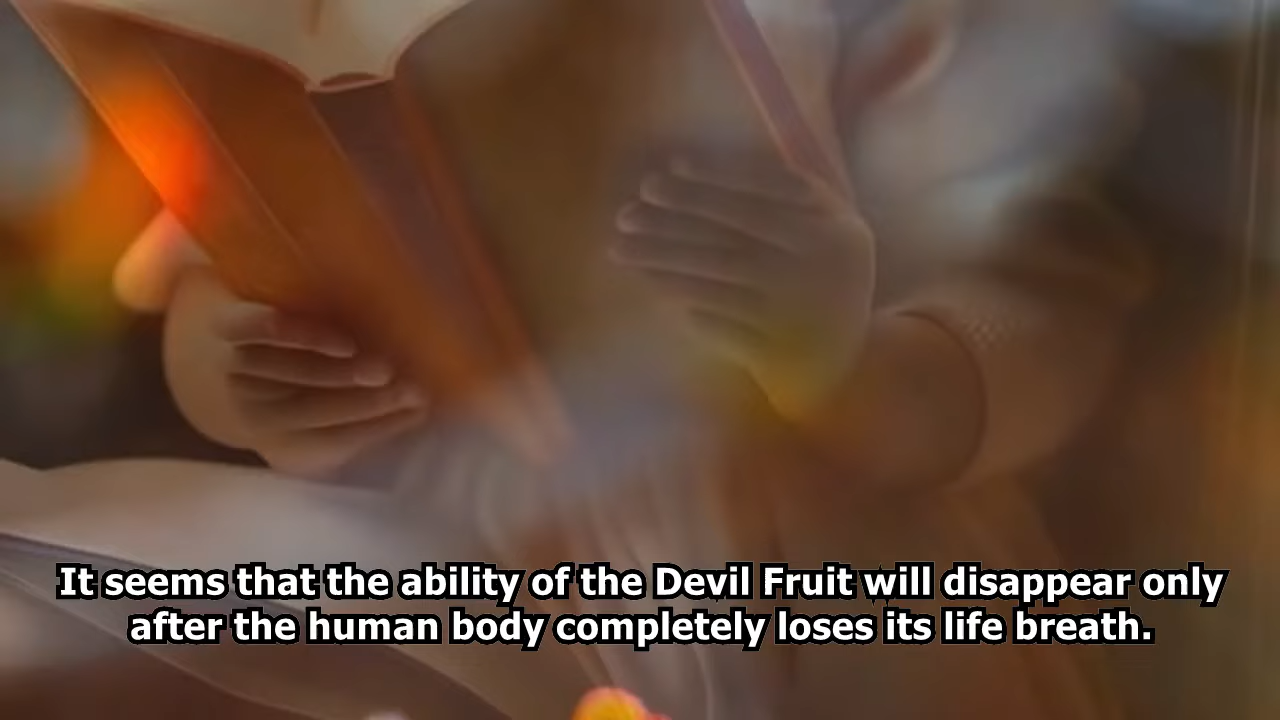 It seems that the ability of the Devil Fruit will disappear only
after the human body completely loses its life breath.